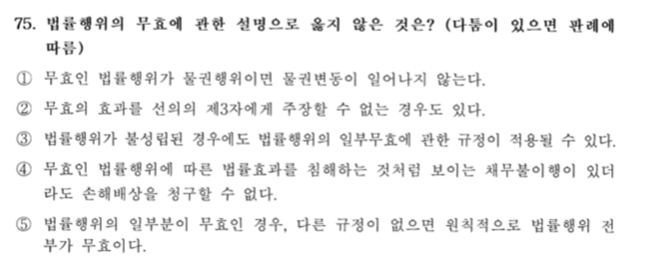 75. 법률행위의 무효에 관한 설명으로 옳지 않은 것은? (다툼이 있으면 판례에
따름)
① 무효인 법률행위가 물권행위이면 물권변동이 일어나지 않는다.
② 무효의 효과를 선의의 제3자에게 주장할 수 없는 경우도 있다.
③ 법률행위가 불성립된 경우에도 법률행위의 일부무효에 관한 규정이 적용될 수 있다.
④ 무효인 법률행위에 따른 법률효과를 침해하는 것처럼 보이는 채무불이행이 있더
라도 손해배상을 청구할 수 없다.
⑤ 법률행위의 일부분이 무효인 경우, 다른 규정이 없으면 원칙적으로 법률행위 전
부가 무효이다.